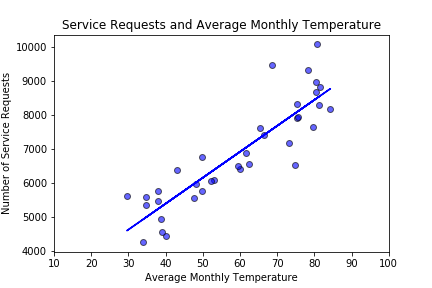 Service Requests and Average Monthly Temperature
Number of Service Requests
10000
9000
8000
7000
6000
5000
4000
10 20 30 40 50 60 70 80 90 100
Average Monthly Temperature